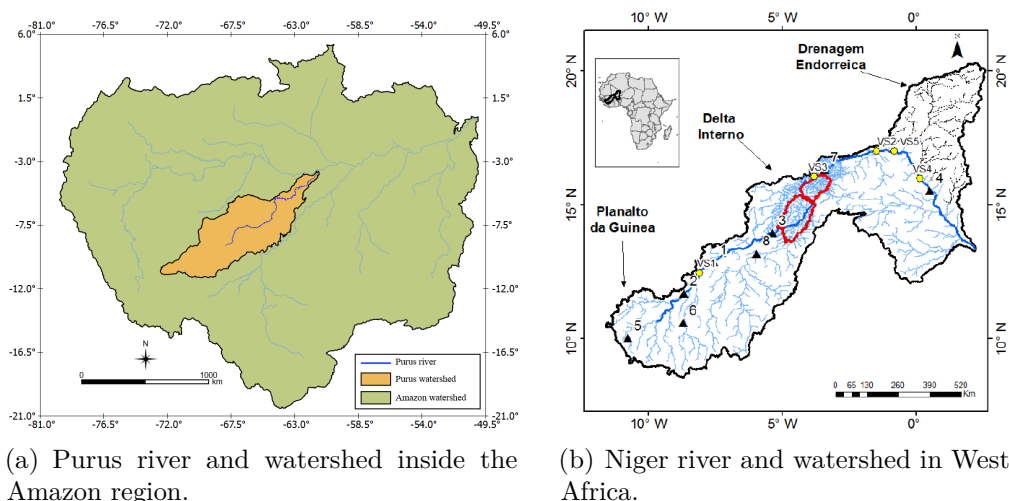 -81.0° -76.5° -72.0° -67.5° -63.0° -58.5° -54.0° -49.5°
6.0° 6.0°
1.5° 1.5°
-3.0° -3.0°
-7.5° -7.5°
-12.0° -12.0°
-16.5° -16.5°
-21.0° -21.0°
-81.0° -76.5° -72.0° -67.5° -63.0° -58.5° -54.0° -49.5°
N
0 1000
km
Purus river
Purus watershed
Amazon watershed
(a) Purus river and watershed inside the
Amazon region.
10° W 5° W 0°
20° N 20° N
15° N 15° N
10° N 10° N
10° W 5° W 0°
N
Drenagem
Endorreica
Delta
Interno
Planalto
da Guinea
VS2 VS5
7
VS3
VS4
4
3
8
1
VS1
2
6
5
0 65 130 260 390 520
Km
(b) Niger river and watershed in West
Africa.